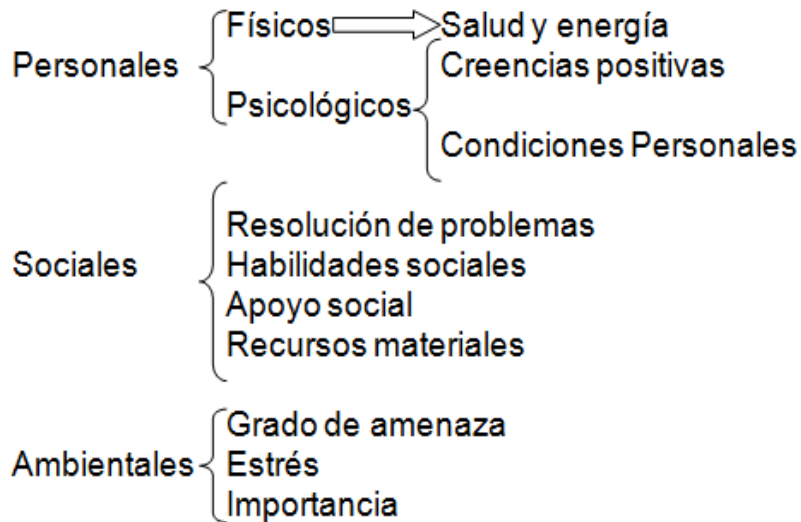 Físicos Salud y energía
Personales Creencias positivas
Psicológicos
Condiciones Personales
Resolución de problemas
Sociales Habilidades sociales
Apoyo social
Recursos materiales
Grado de amenaza
Ambientales Estrés
Importancia